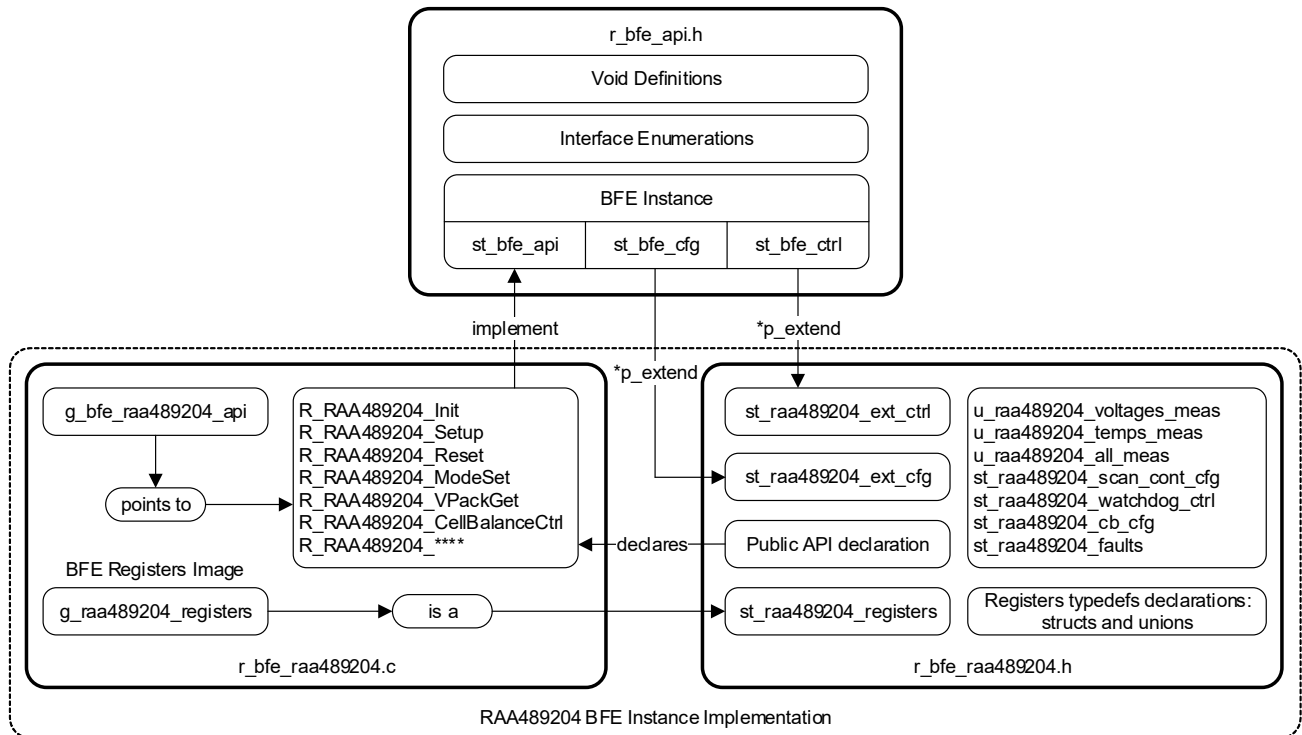 r_bfe_api.h
Void Definitions
Interface Enumerations
BFE Instance
st_bfe_api
st_bfe_cfg
st_bfe_ctrl
implement
*p_extend
*p_extend
g_bfe_raa489204_api
points to
R_RAA489204_Init
R_RAA489204_Setup
R_RAA489204_Reset
R_RAA489204_ModeSet
R_RAA489204_VPackGet
R_RAA489204_CellBalanceCtrl
R_RAA489204_****
BFE Registers Image
g_raa489204_registers
is a
r_bfe_raa489204.c
declares
st_raa489204_ext_ctrl
st_raa489204_ext_cfg
Public API declaration
st_raa489204_registers
u_raa489204_voltages_meas
u_raa489204_temps_meas
u_raa489204_all_meas
st_raa489204_scan_cont_cfg
st_raa489204_watchdog_ctrl
st_raa489204_cb_cfg
st_raa489204_faults
Registers typedefs declarations:
structs and unions
r_bfe_raa489204.h
RAA489204 BFE Instance Implementation